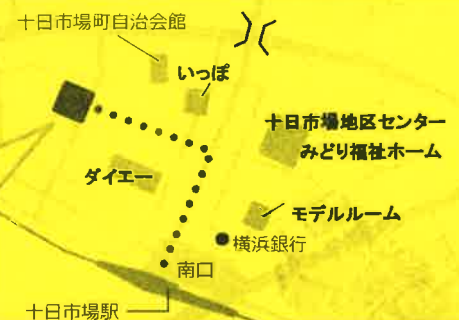 十日市場町自治会館
いっぽ
十日市場地区センター
みどり福祉ホーム
ダイエー
モデルルーム
横浜銀行
南口
十日市場駅